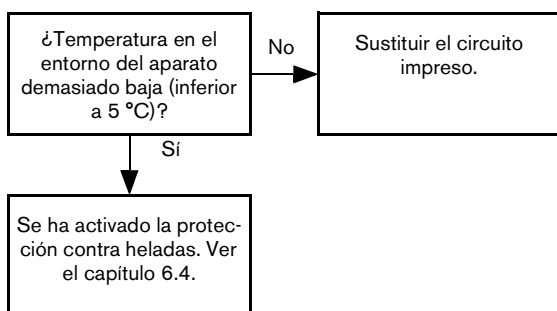 ¿Temperatura en el
entorno del aparato
demasiado baja (inferior
a 5 °C)?
No
Sustituir el circuito
impreso.
Sí
Se ha activado la protec-
ción contra heladas. Ver
el capítulo 6.4.